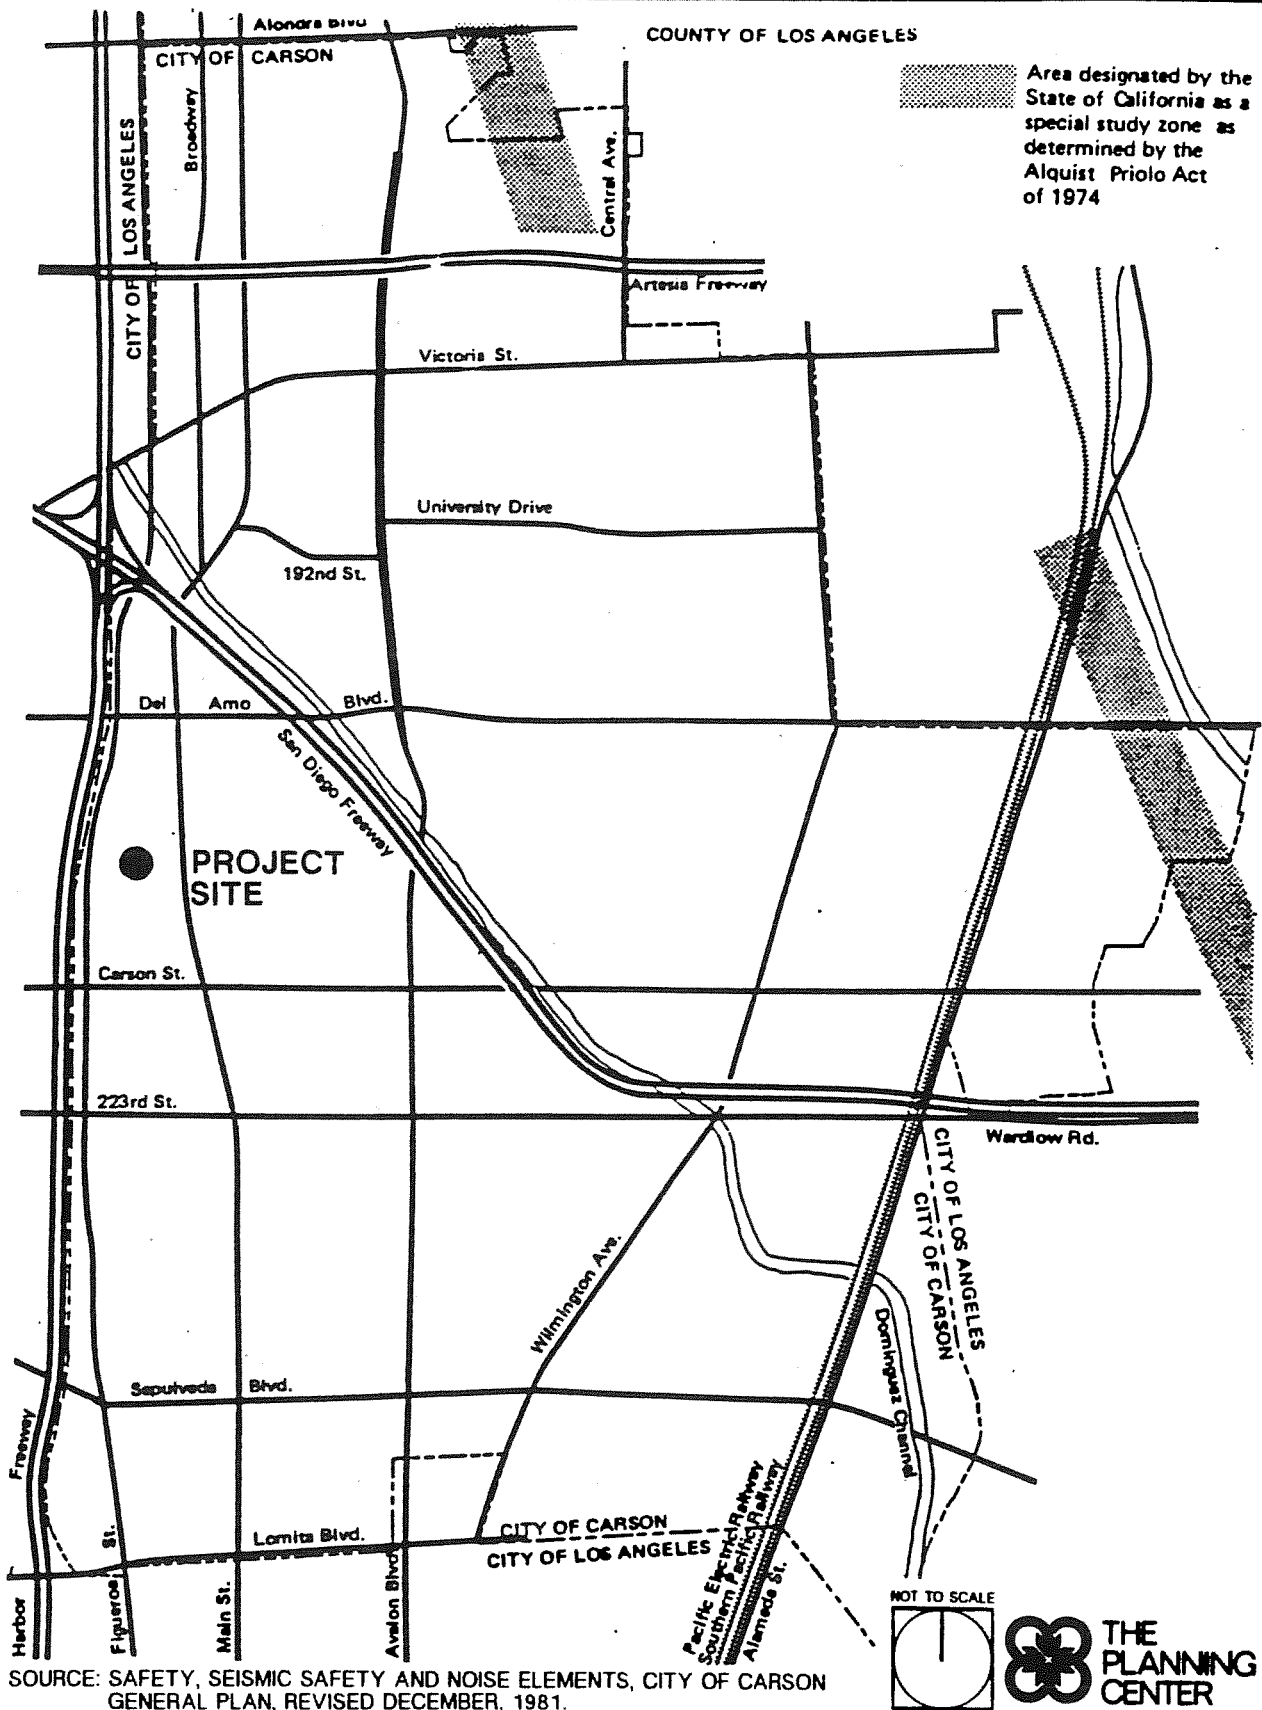 Alondra Blvd
COUNTY OF LOS ANGELES
CITY OF CARSON
Area designated by the
State of California as a
special study zone as
determined by the
Alquist Priolo Act
of 1974
CITY OF LOS ANGELES
Broadway
Central Ave.
Artesia Freeway
Victoria St.
University Drive
192nd St.
Del Amo Blvd.
San Diego Freeway
PROJECT
SITE
Carson St.
223rd St.
Wardlow Rd.
CITY OF LOS ANGELES
CITY OF CARSON
Wilmington Ave.
Dominguez Channel
Sepulveda Blvd.
Harbor Freeway
Figueroa St.
Main St.
Avalon Blvd.
Lomita Blvd.
CITY OF CARSON
CITY OF LOS ANGELES
Pacific Electric Railway
Southern Pacific Railway
Alameda St.
NOT TO SCALE
THE
PLANNING
CENTER
SOURCE: SAFETY, SEISMIC SAFETY AND NOISE ELEMENTS, CITY OF CARSON
GENERAL PLAN, REVISED DECEMBER, 1981.